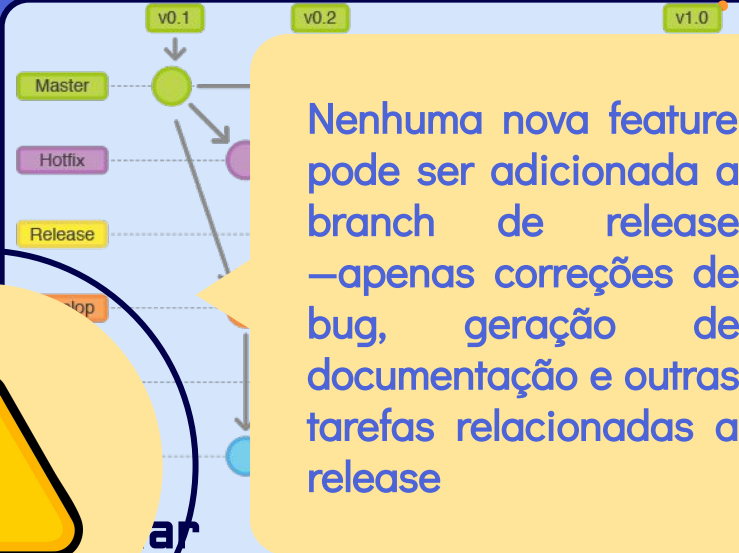 v0.1
v0.2
v1.0
Master
Hotfix
Release
Nenhuma nova feature
pode ser adicionada a
branch de release
—apenas correções de
bug, geração de
documentação e outras
tarefas relacionadas a
release